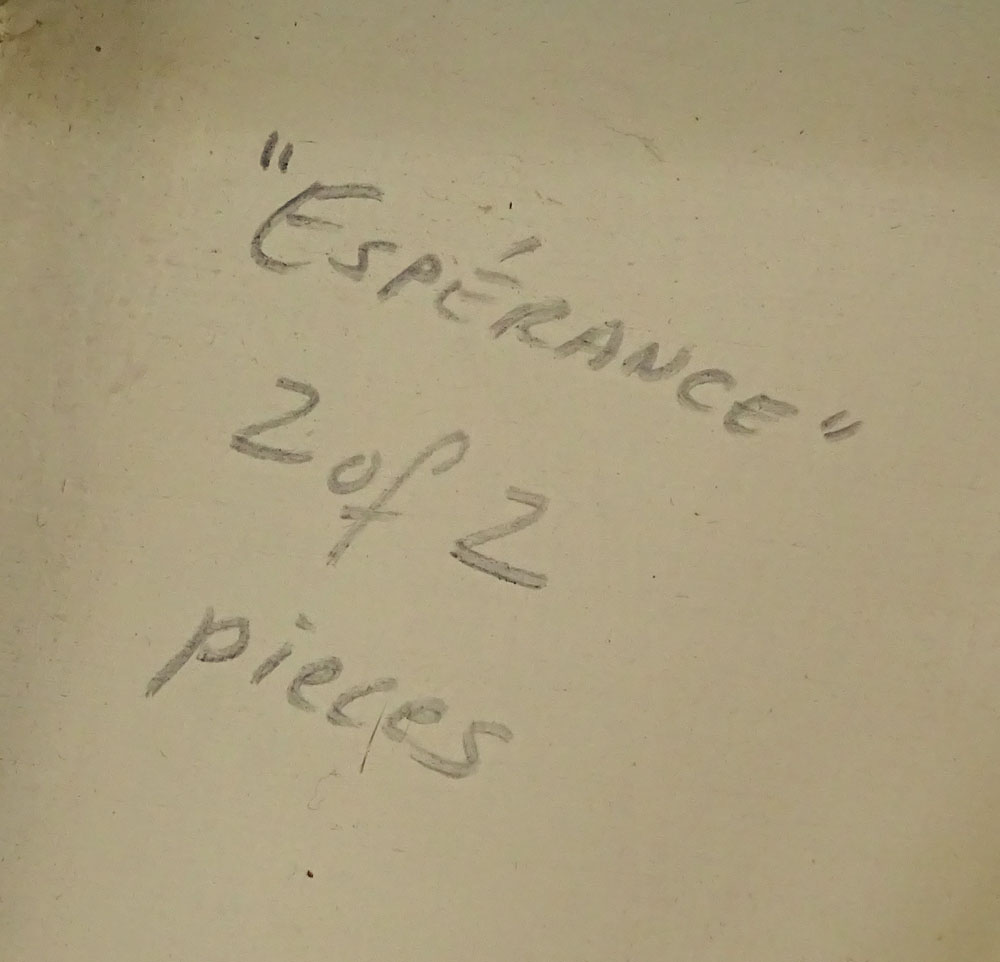 "ESPÉRANCE"
2 of 2
pieces